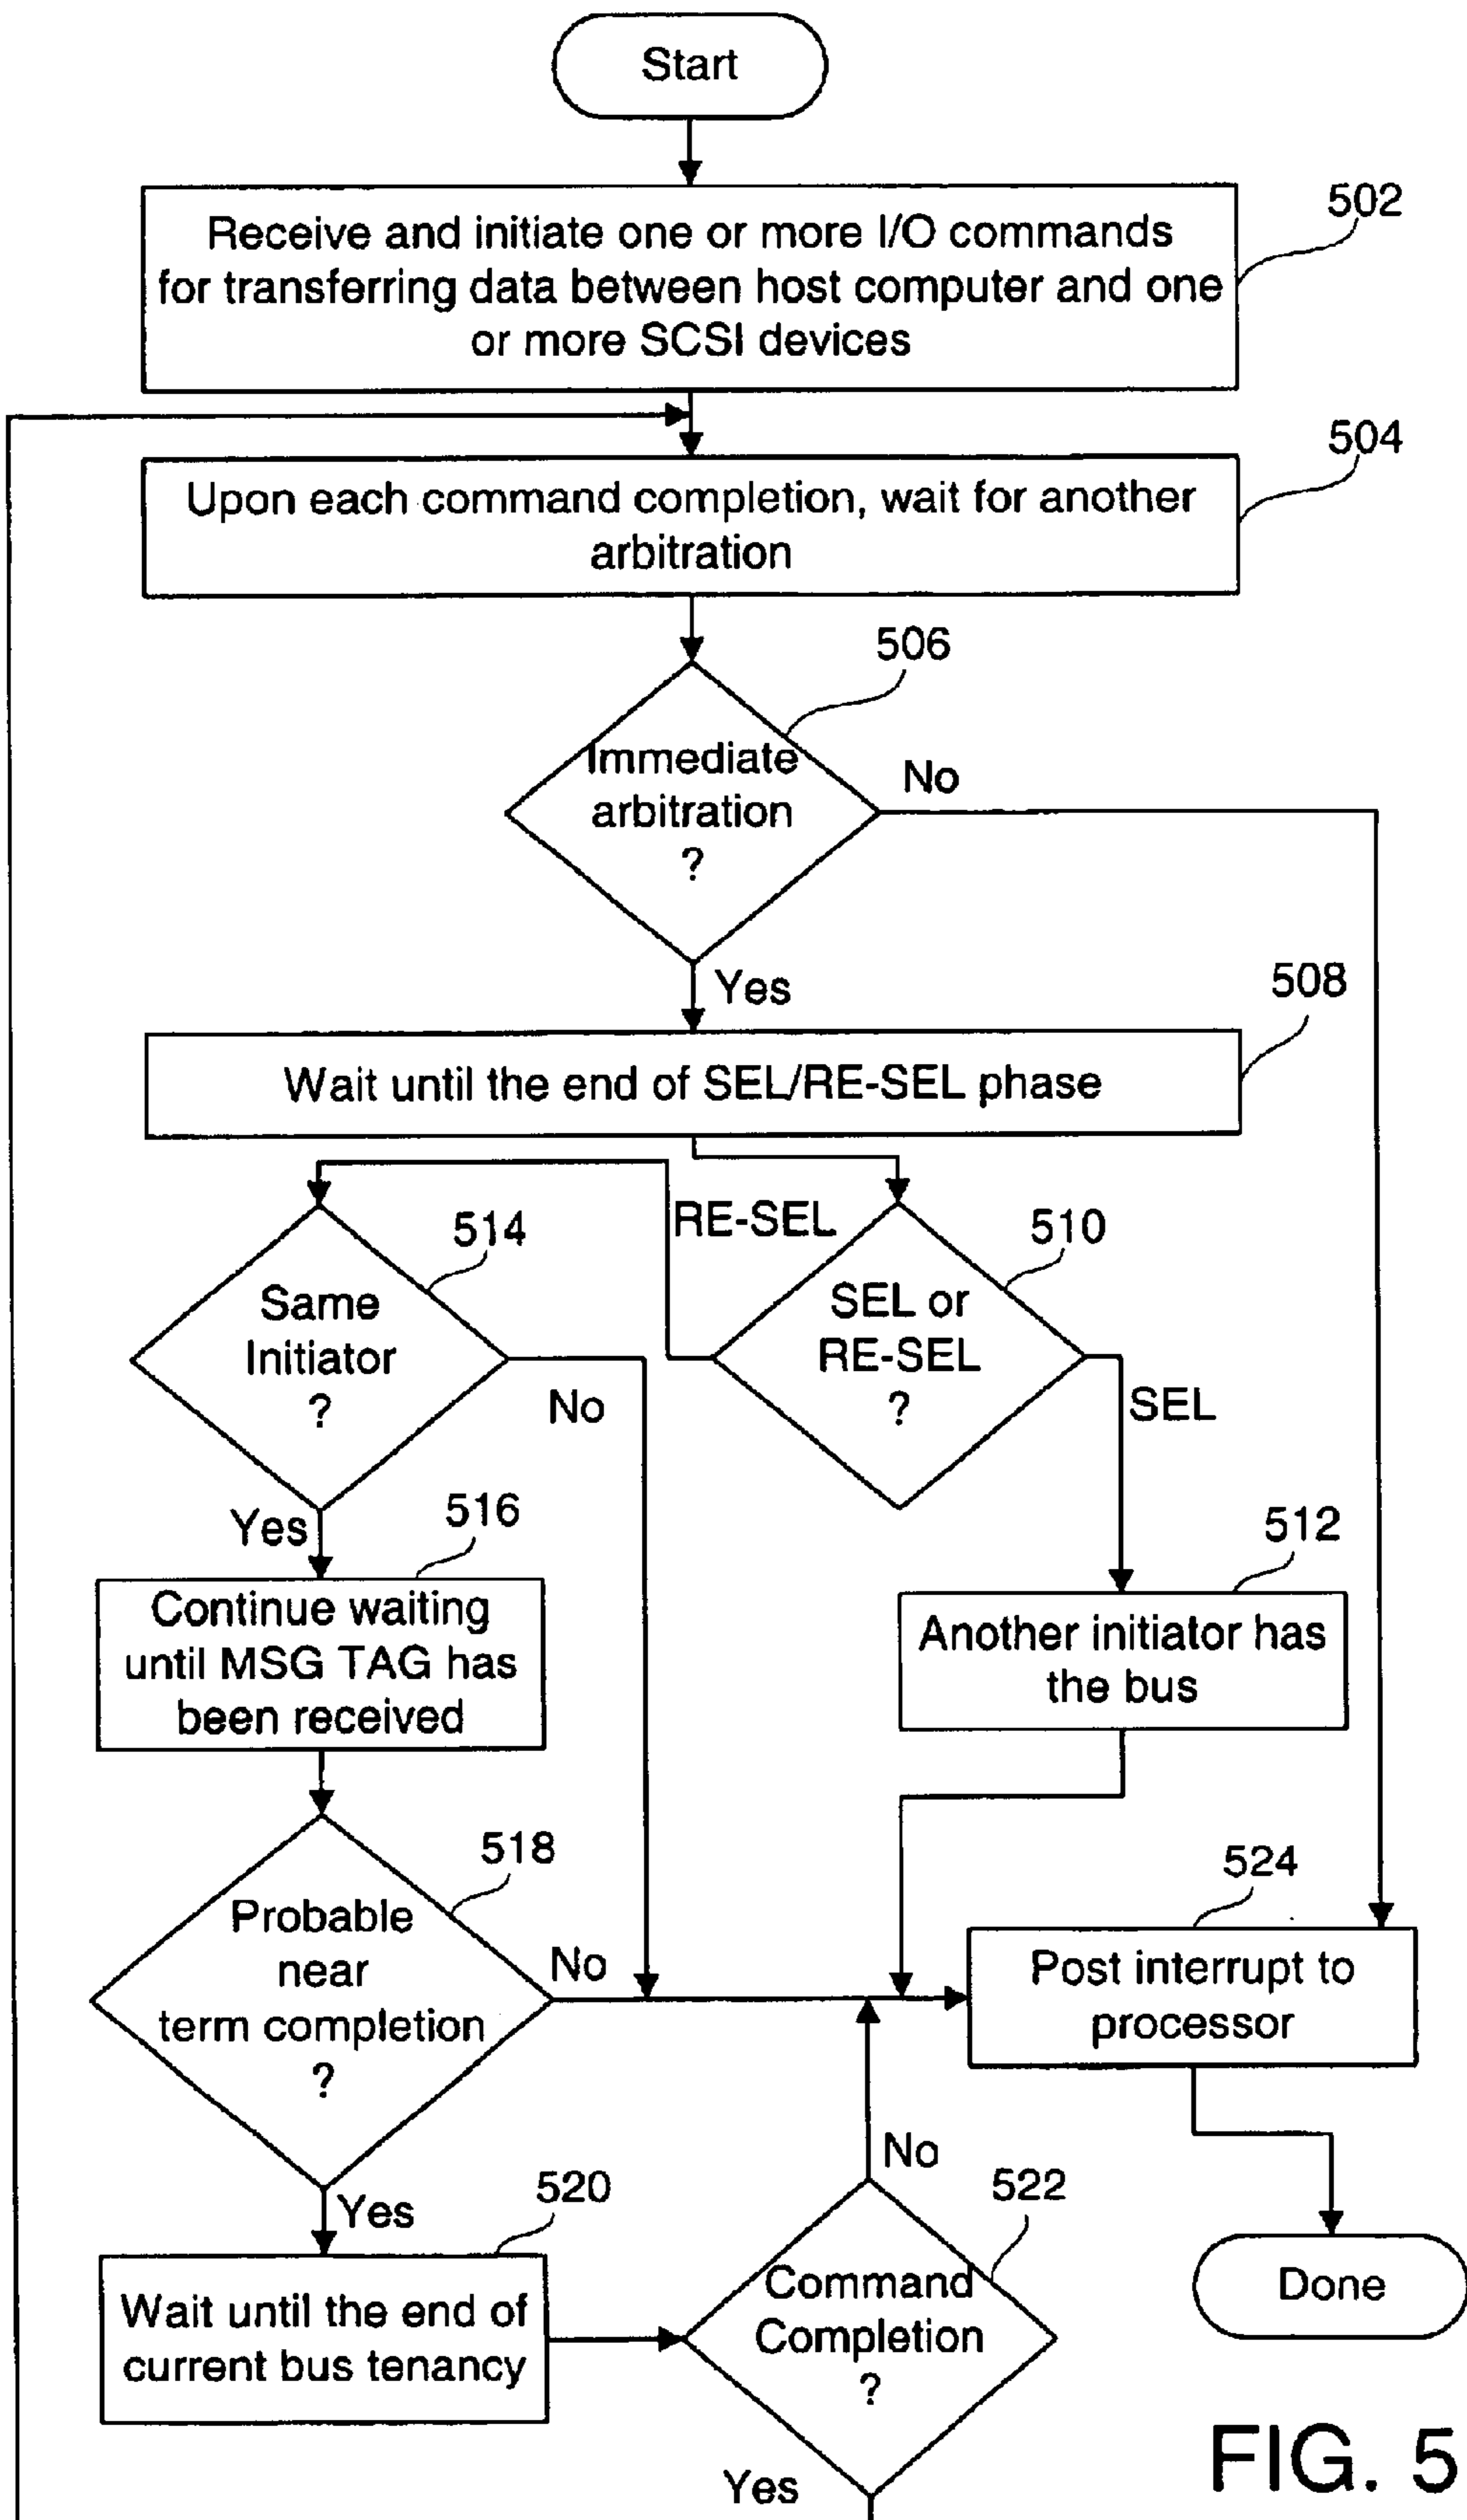 Start
502
Receive and initiate one or more I/O commands
for transferring data between host computer and one
or more SCSI devices
504
Upon each command completion, wait for another
arbitration
506
Immediate
arbitration
?
No
Yes
508
Wait until the end of SEL/RE-SEL phase
RE-SEL
514
Same
Initiator
?
No
Yes
510
SEL or
RE-SEL
?
SEL
516
Continue waiting
until MSG TAG has
been received
512
Another initiator has
the bus
518
Probable
near
term completion
?
No
Yes
524
Post interrupt to
processor
520
Wait until the end of
current bus tenancy
No
522
Command
Completion
?
Yes
Done
FIG. 5